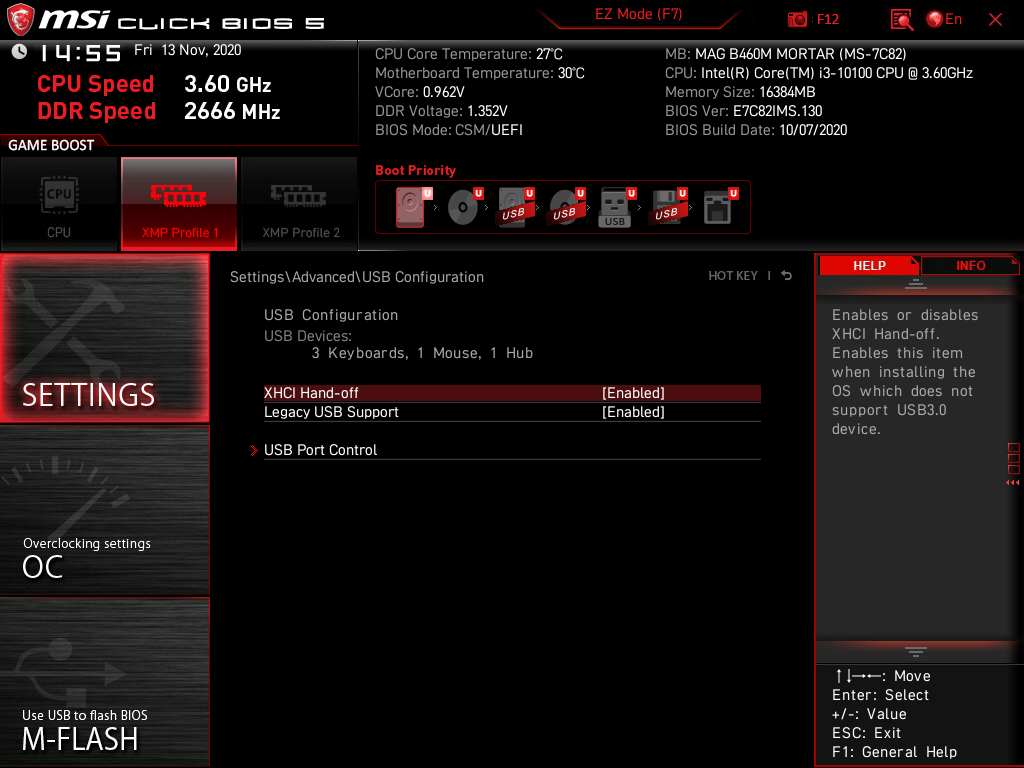 msi CLICK BIOS 5
EZ Mode (F7)
: F12
En
14:55 Fri 13 Nov, 2020
CPU Speed 3.60 GHz
DDR Speed 2666 MHz
CPU Core Temperature: 27°C
Motherboard Temperature: 30°C
VCore: 0.962V
DDR Voltage: 1.352V
BIOS Mode: CSM/UEFI
MB: MAG B460M MORTAR (MS-7C82)
CPU: Intel(R) Core(TM) i3-10100 CPU @ 3.60GHz
Memory Size: 16384MB
BIOS Ver: E7C82IMS.130
BIOS Build Date: 10/07/2020
GAME BOOST
CPU
CPU
XMP Profile 1
XMP Profile 2
Boot Priority
U U U U U U U
USB USB USB USB
SETTINGS
Overclocking settings
OC
Use USB to flash BIOS
M-FLASH
Settings\Advanced\USB Configuration
HOT KEY |
USB Configuration
USB Devices:
3 Keyboards, 1 Mouse, 1 Hub
XHCI Hand-off [Enabled]
Legacy USB Support [Enabled]
> USB Port Control
HELP
INFO
Enables or disables
XHCI Hand-off.
Enables this item
when installing the
OS which does not
support USB3.0
device.
↑↓→←: Move
Enter: Select
+/-: Value
ESC: Exit
F1: General Help